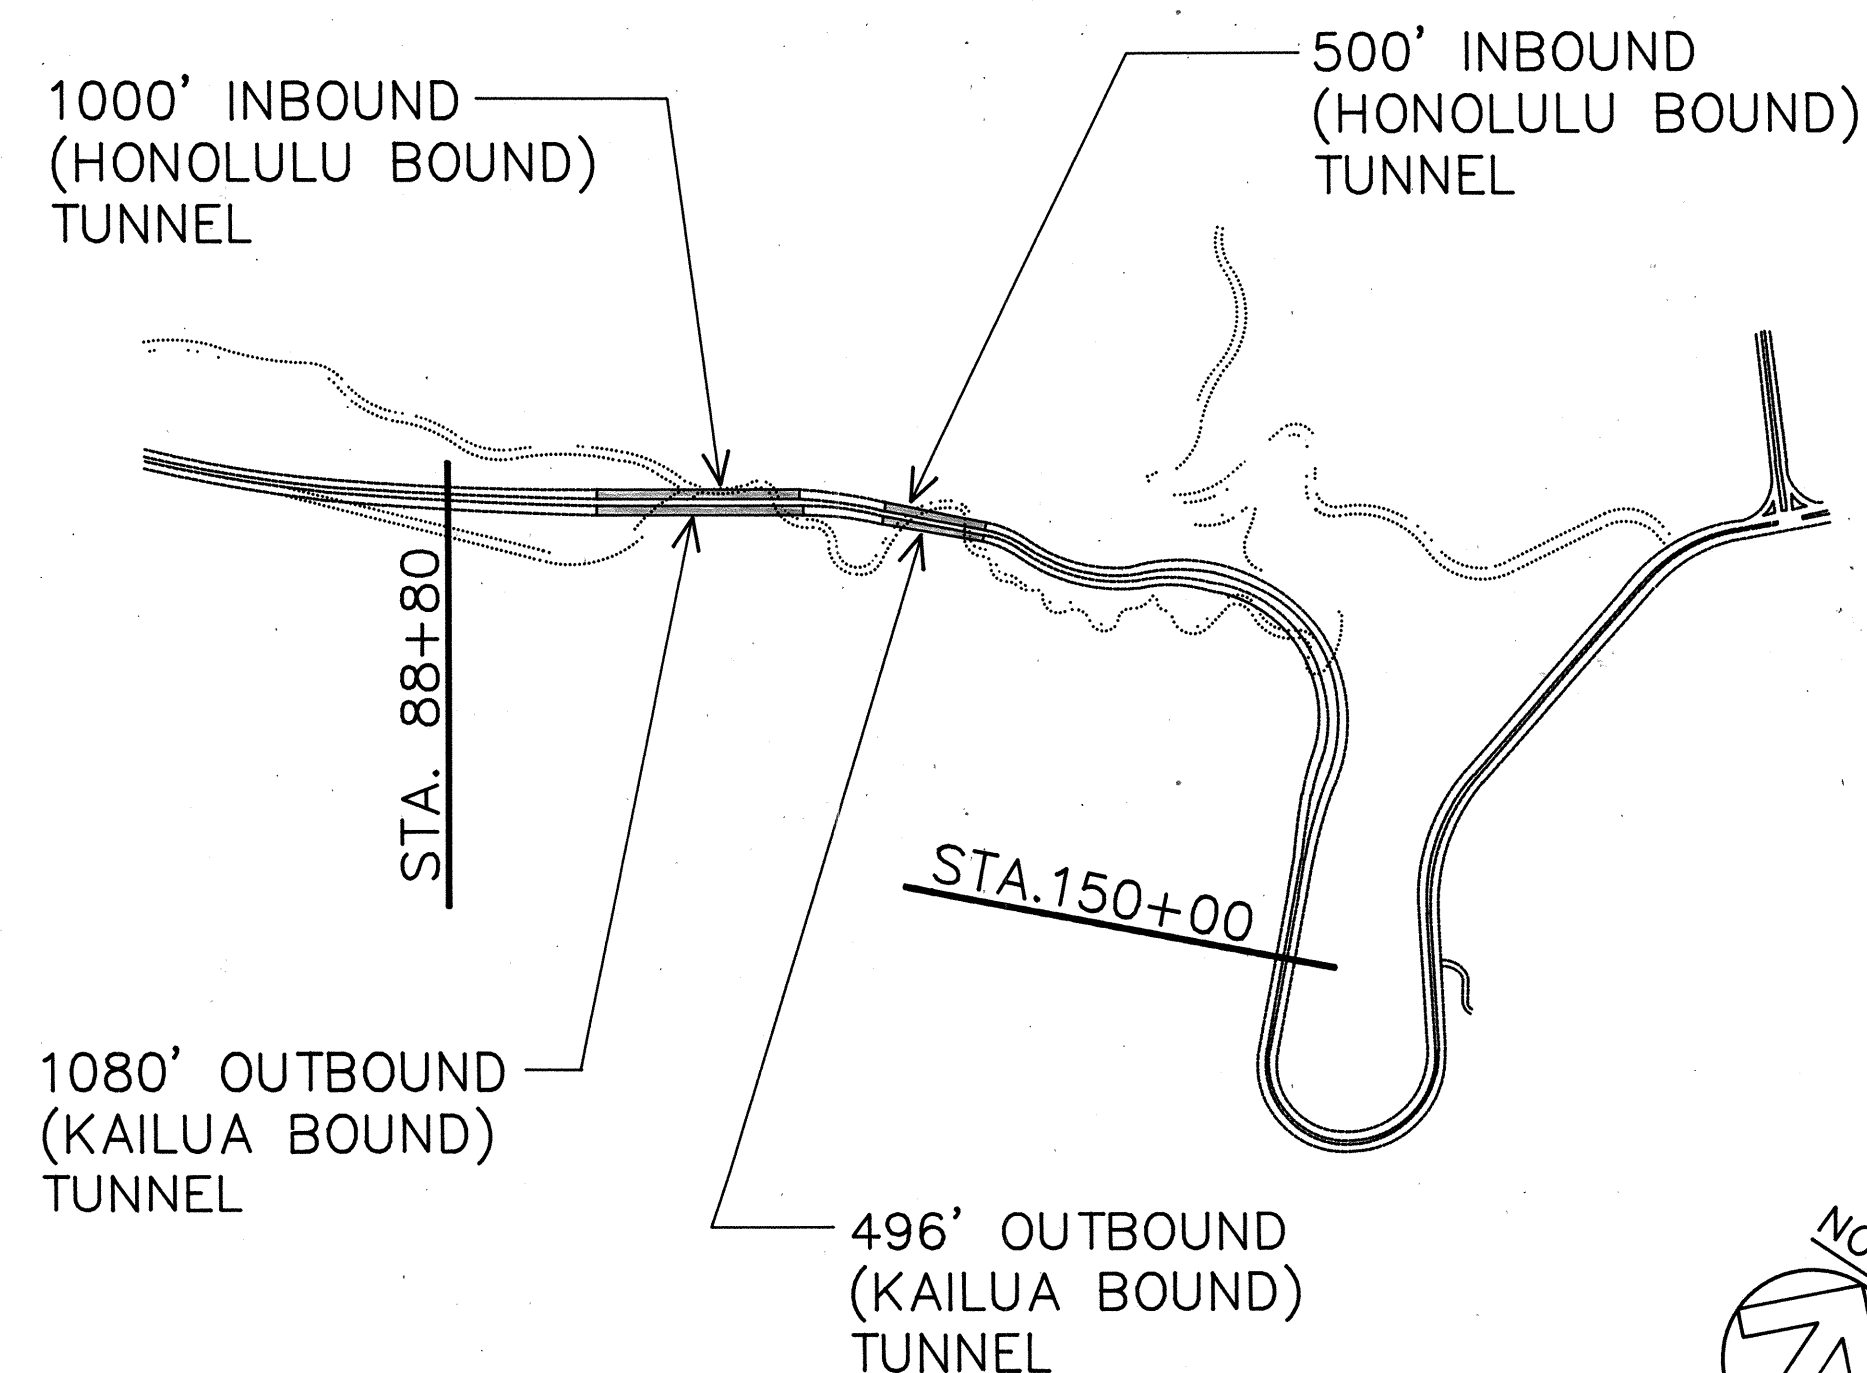 1000' INBOUND
(HONOLULU BOUND)
TUNNEL
500' INBOUND
(HONOLULU BOUND)
TUNNEL
STA. 88+80
STA.150+00
1080' OUTBOUND
(KAILUA BOUND)
TUNNEL
496' OUTBOUND
(KAILUA BOUND)
TUNNEL